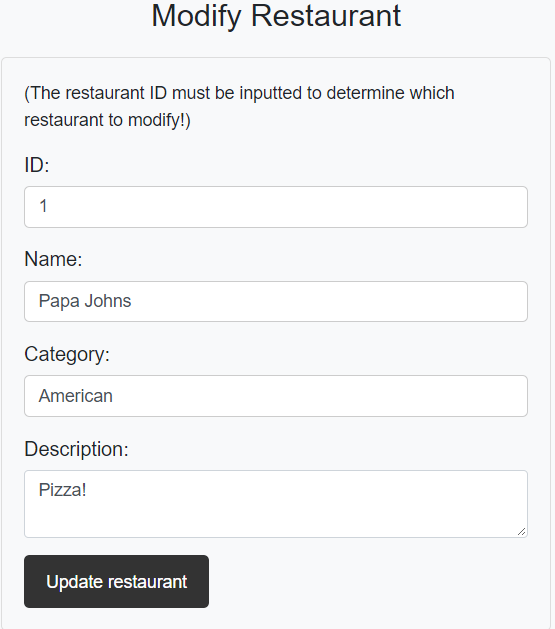 Modify Restaurant
(The restaurant ID must be inputted to determine which
restaurant to modify!)
ID:
1
Name:
Papa Johns
Category:
American
Description:
Pizza!
Update restaurant